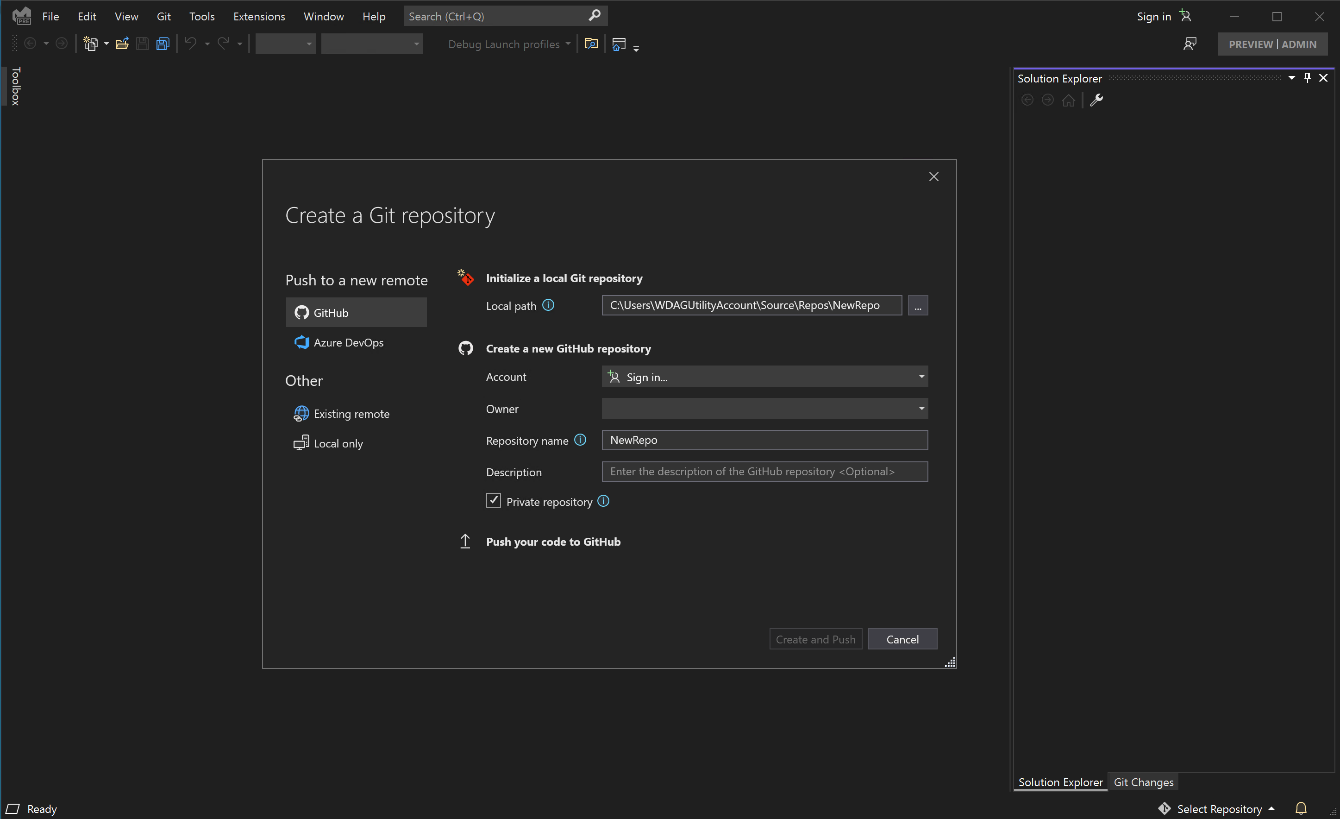 File Edit View Git Tools Extensions Window Help Search (Ctrl+Q) Sign in
Debug Launch profiles PREVIEW | ADMIN
Toolbox
Solution Explorer
Create a Git repository
Push to a new remote
GitHub
Azure DevOps
Other
Existing remote
Local only
Initialize a local Git repository
Local path C:\Users\WDAGUtilityAccount\Source\Repos\NewRepo ...
Create a new GitHub repository
Account Sign in...
Owner
Repository name NewRepo
Description Enter the description of the GitHub repository <Optional>
Private repository
Push your code to GitHub
Create and Push Cancel
Solution Explorer Git Changes
Ready Select Repository